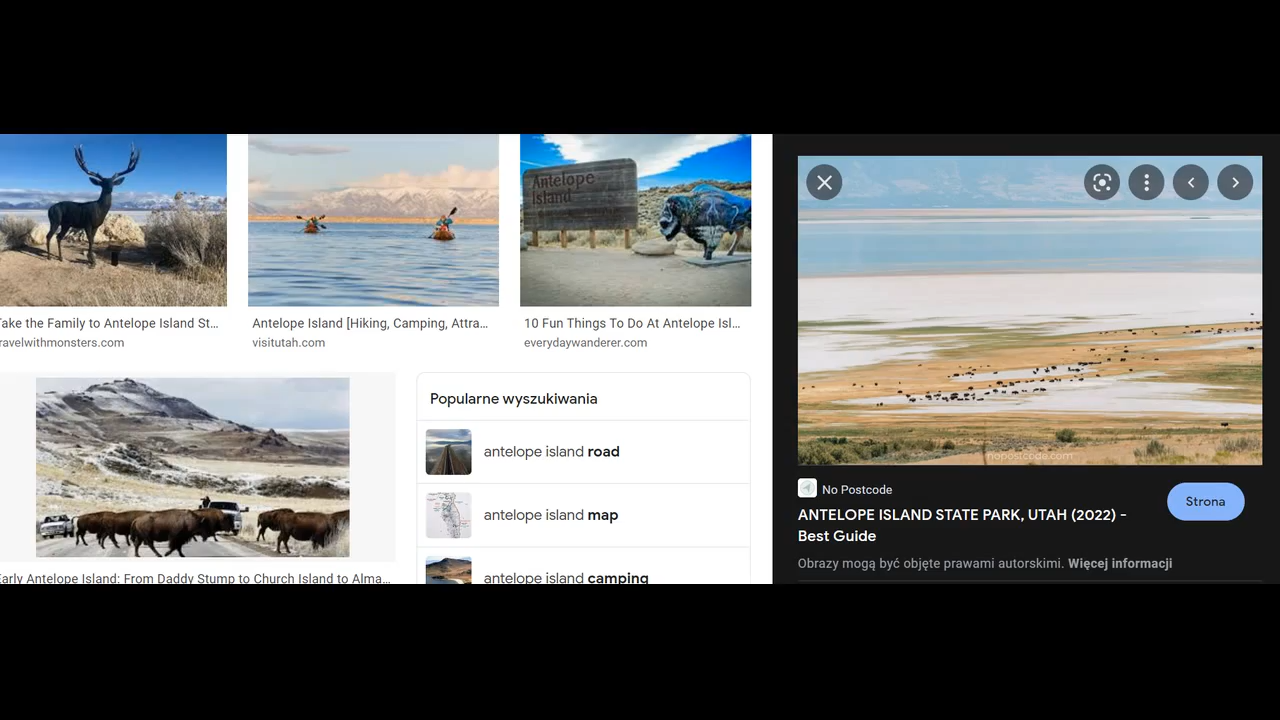 Antelope
Island
Take the Family to Antelope Island St...
ravelwithmonsters.com
Antelope Island [Hiking, Camping, Attra...
visitutah.com
10 Fun Things To Do At Antelope Isl...
everydaywanderer.com
Early Antelope Island: From Daddy Stump to Church Island to Alma...
Popularne wyszukiwania
antelope island road
antelope island map
antelope island camping
nopostcode.com
No Postcode
Strona
ANTELOPE ISLAND STATE PARK, UTAH (2022) -
Best Guide
Obrazy mogą być objęte prawami autorskimi. Więcej informacji